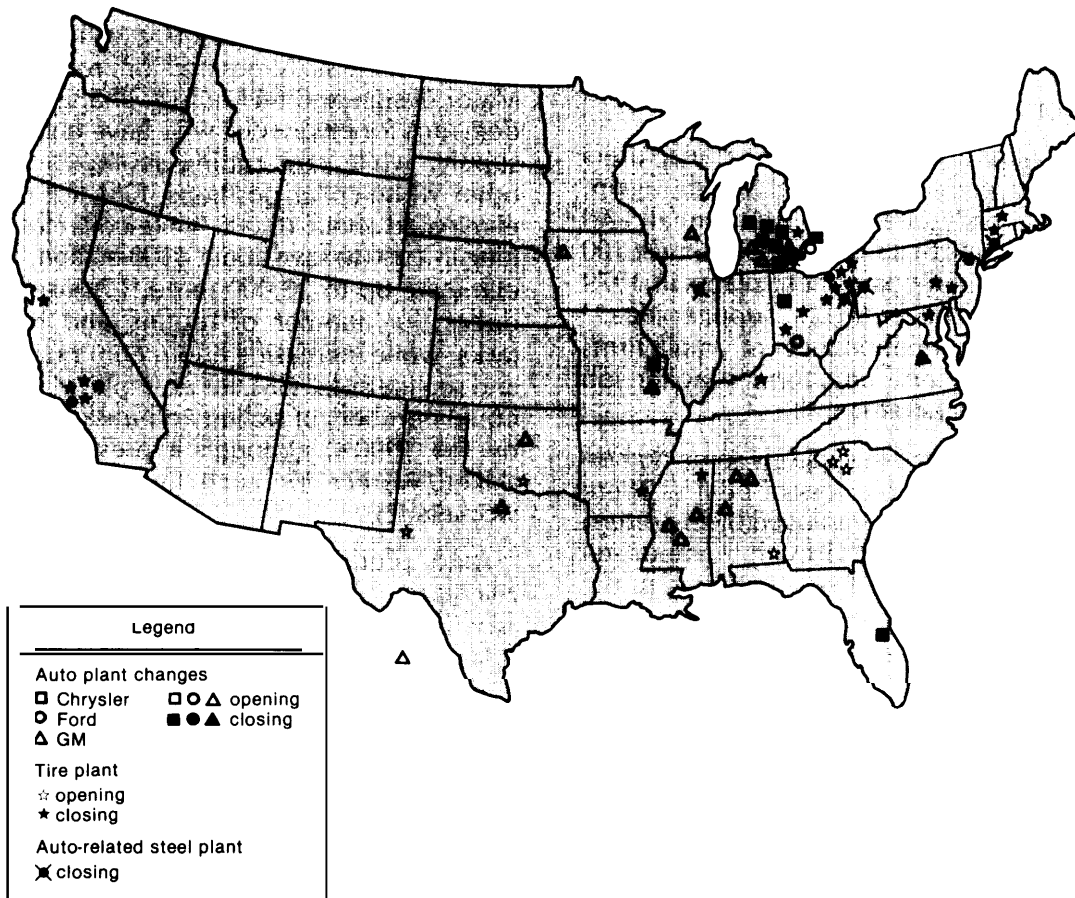 Legend
Auto plant changes
Chrysler opening
Ford closing
GM
Tire plant
opening
closing
Auto-related steel plant
closing